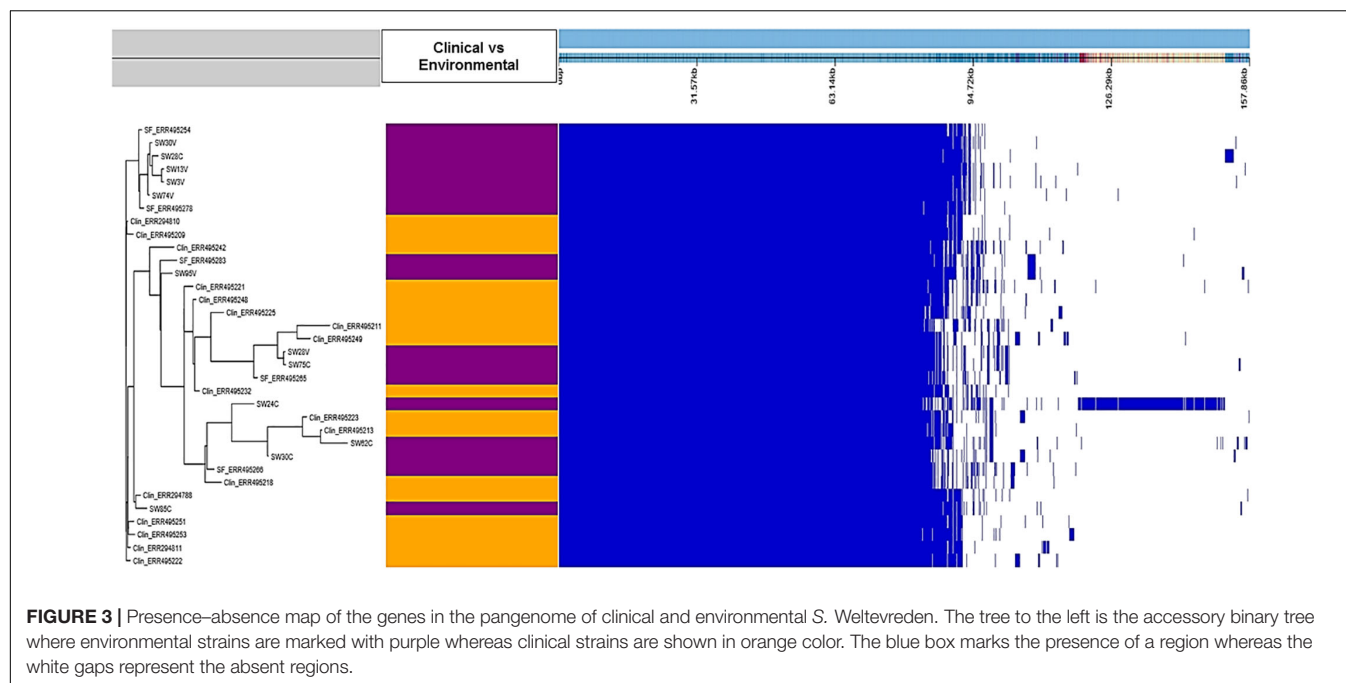 Clinical vs
Environmental
31.57kb
63.14kb
94.72kb
126.29kb
157.86kb
SF_ERR495254
SW30V
SW28C
SW13V
SW3V
SW74V
SF_ERR495278
Clin_ERR294810
Clin_ERR495209
Clin_ERR495242
SF_ERR495283
SW95V
Clin_ERR495221
Clin_ERR495248
Clin_ERR495225
Clin_ERR495211
Clin_ERR495249
SW28V
SW75C
SF_ERR495265
Clin_ERR495232
SW24C
Clin_ERR495223
Clin_ERR495213
SW62C
SW30C
SF_ERR495266
Clin_ERR495218
Clin_ERR294788
SW85C
Clin_ERR495251
Clin_ERR495253
Clin_ERR294811
Clin_ERR495222
FIGURE 3 | Presence–absence map of the genes in the pangenome of clinical and environmental S. Weltevreden. The tree to the left is the accessory binary tree
where environmental strains are marked with purple whereas clinical strains are shown in orange color. The blue box marks the presence of a region whereas the
white gaps represent the absent regions.